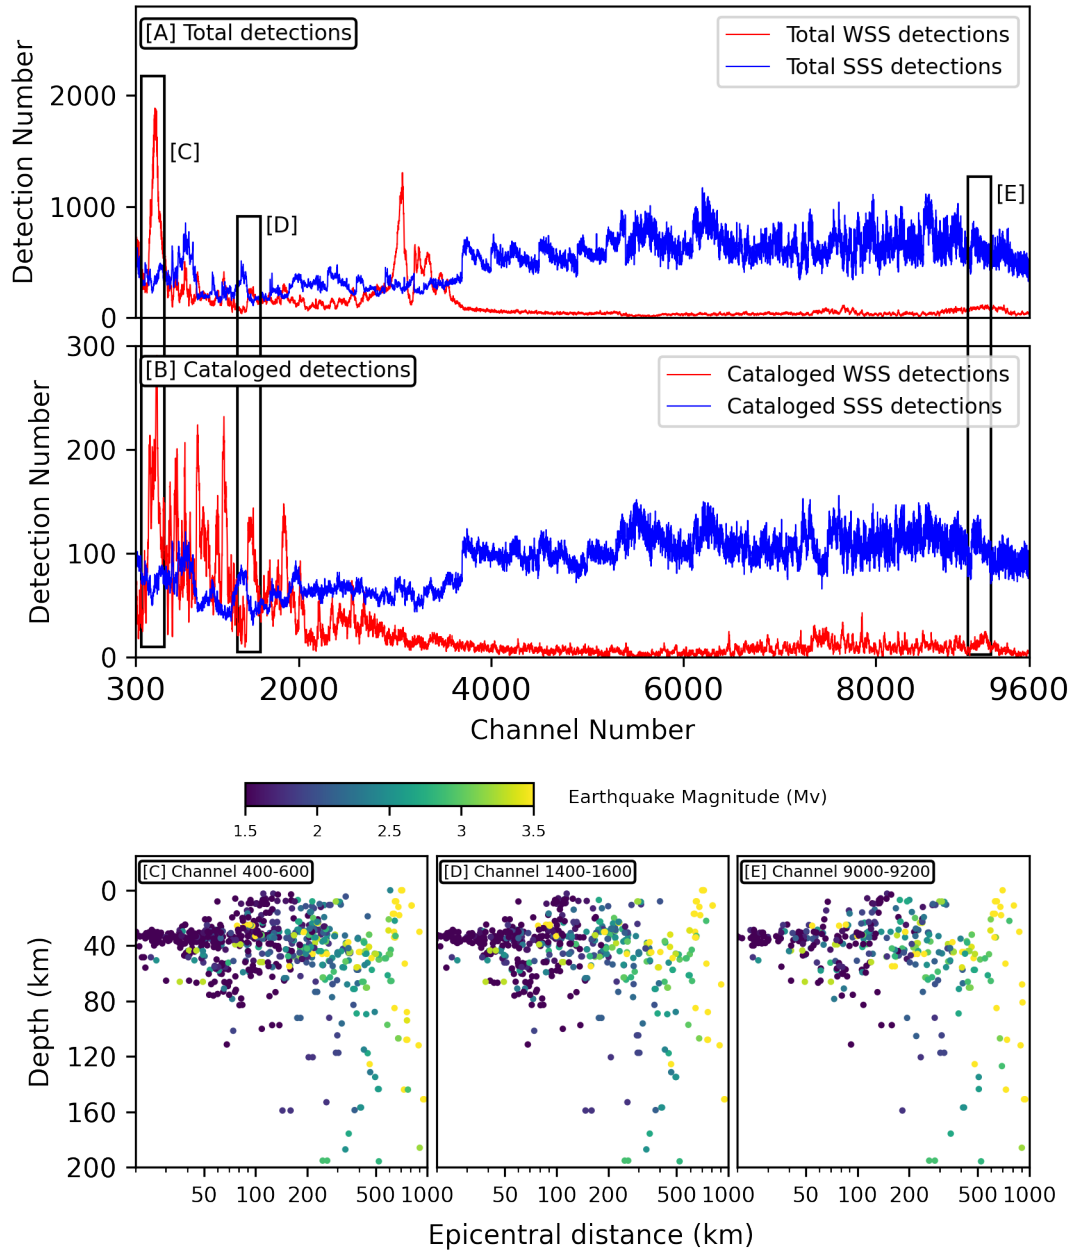 [A] Total detections
Total WSS detections
Total SSS detections
Detection Number
2000
1000
0
[C]
[D]
[E]
[B] Cataloged detections
Cataloged WSS detections
Cataloged SSS detections
Detection Number
300
200
100
0
300 2000 4000 6000 8000 9600
Channel Number
Earthquake Magnitude (Mv)
1.5 2 2.5 3 3.5
[C] Channel 400-600
[D] Channel 1400-1600
[E] Channel 9000-9200
Depth (km)
0
40
80
120
160
200
50 100 200 500 1000 50 100 200 500 1000 50 100 200 500 1000
Epicentral distance (km)